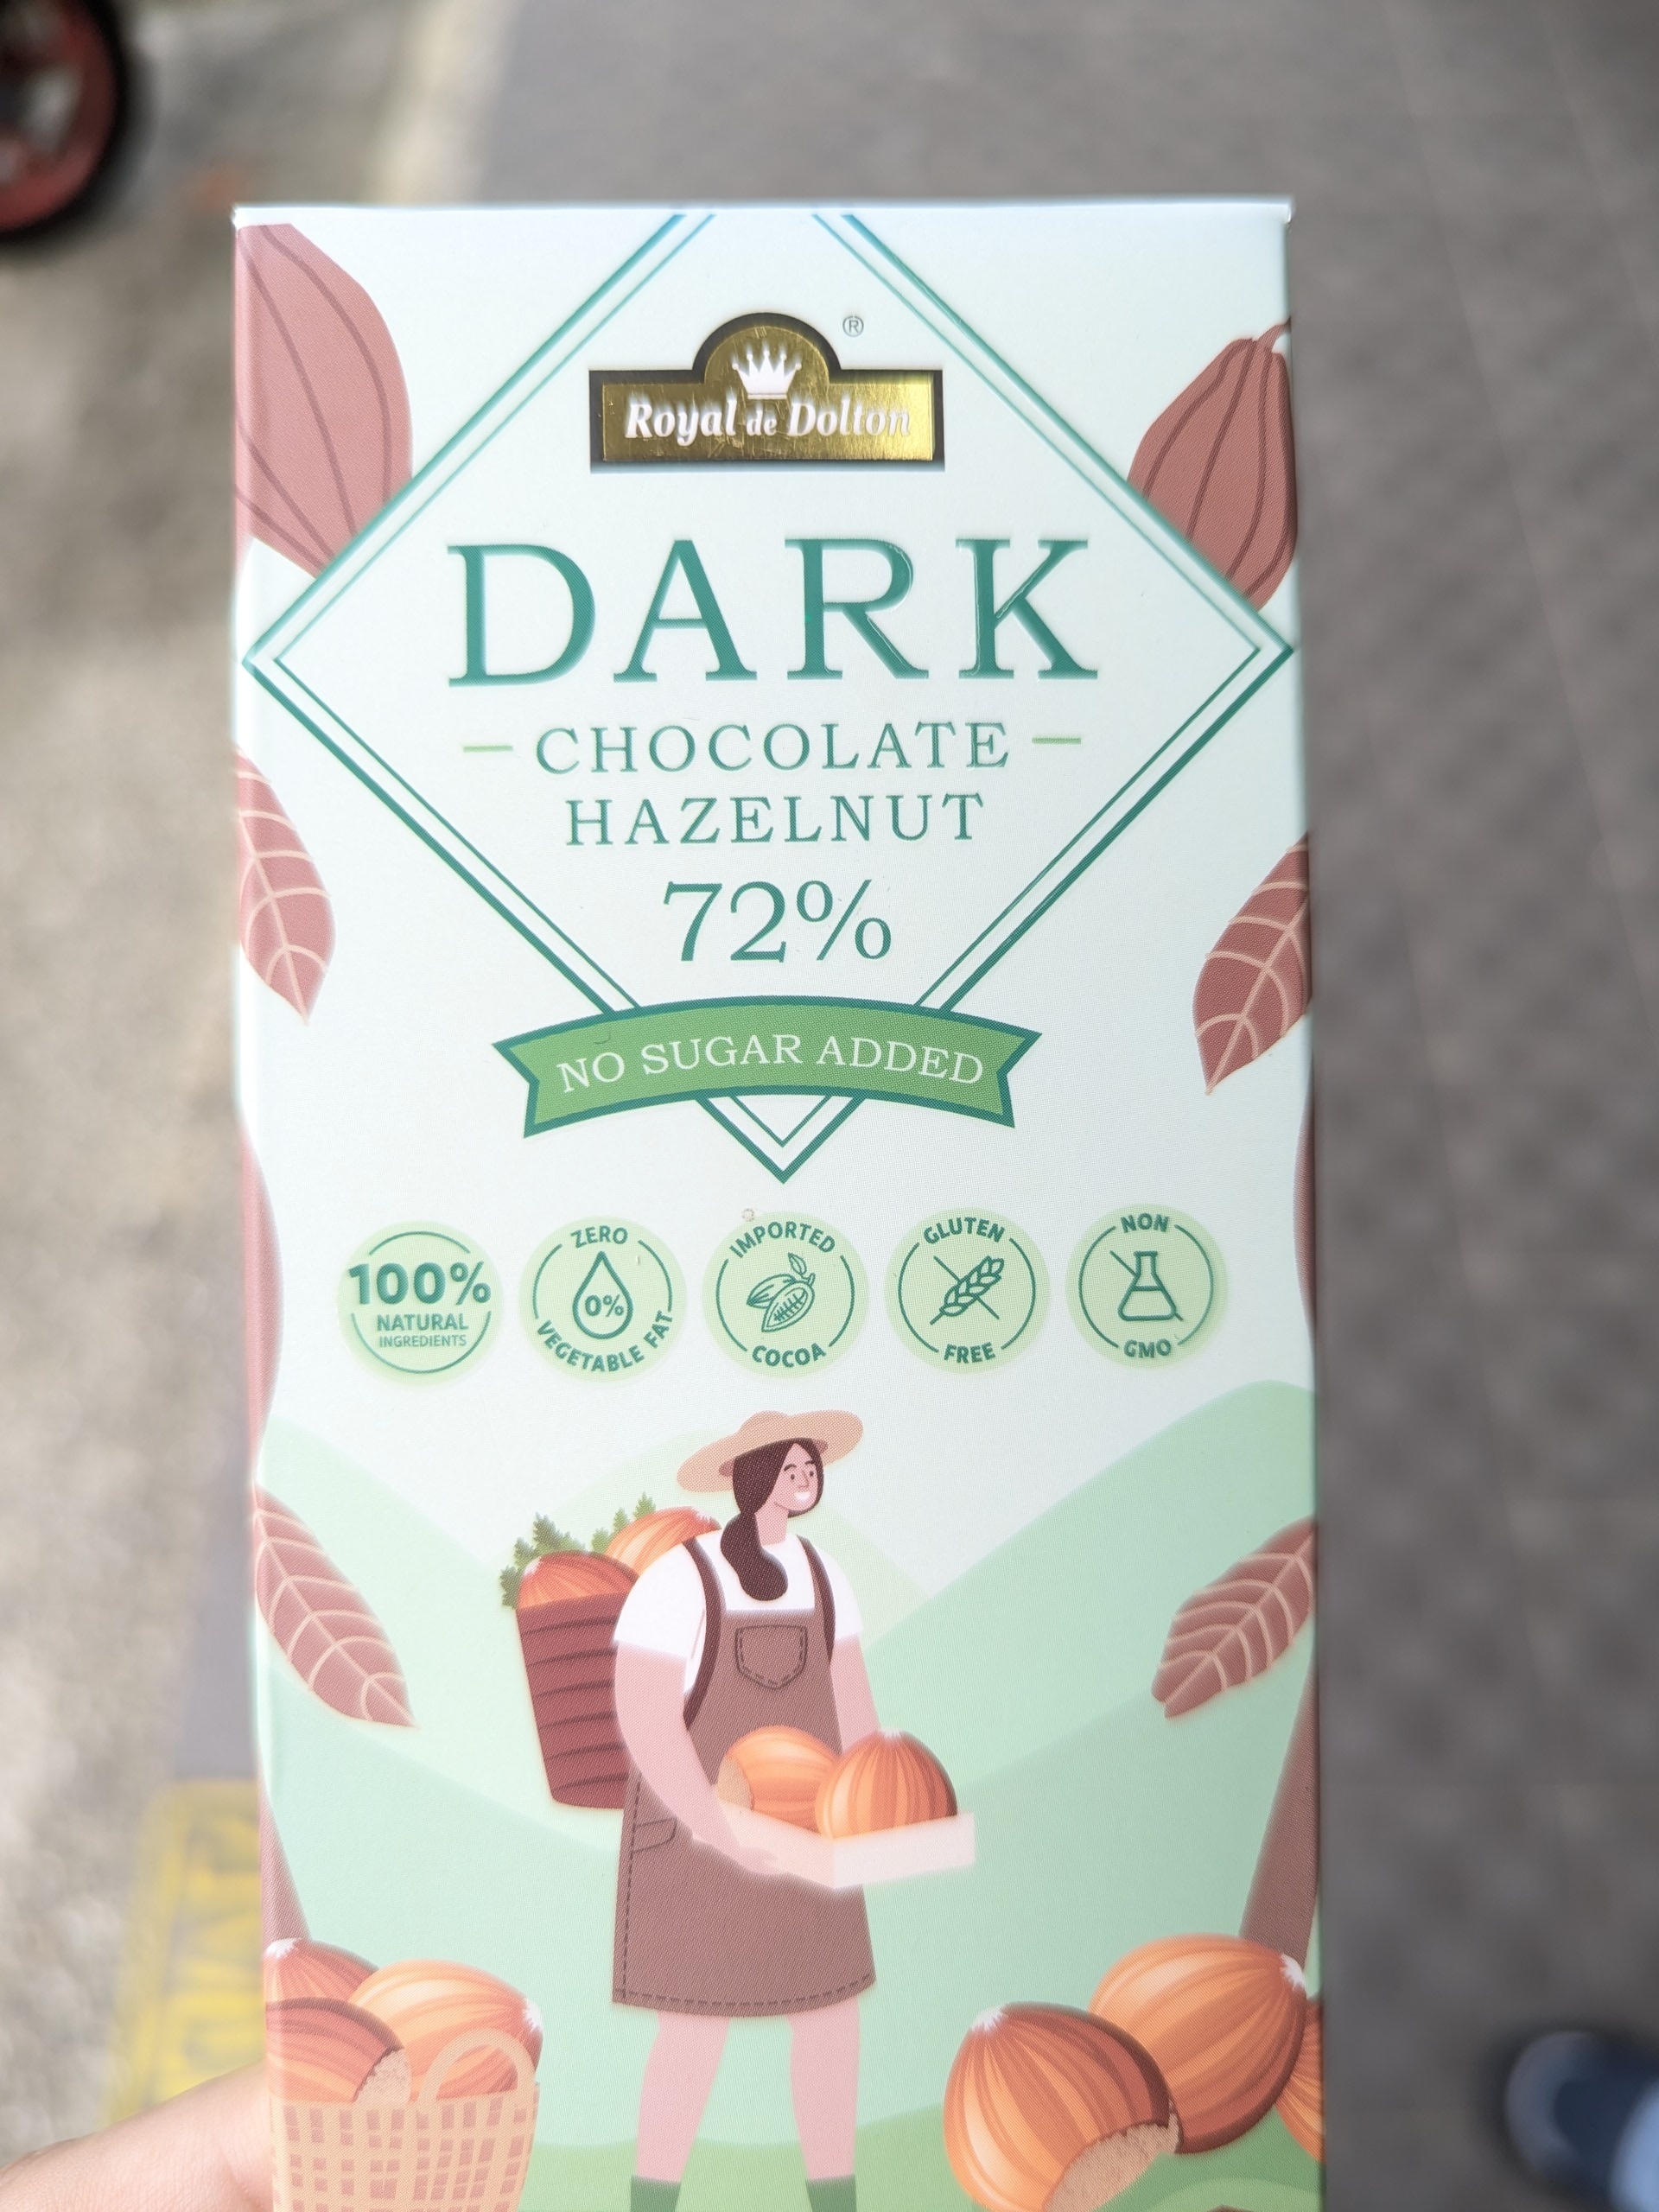 ®
Royal de Dolton
DARK
CHOCOLATE
HAZELNUT
72%
NO SUGAR ADDED
100%
NATURAL
INGREDIENTS
ZERO
0%
VEGETABLE FAT
IMPORTED
COCOA
GLUTEN
FREE
NON
GMO